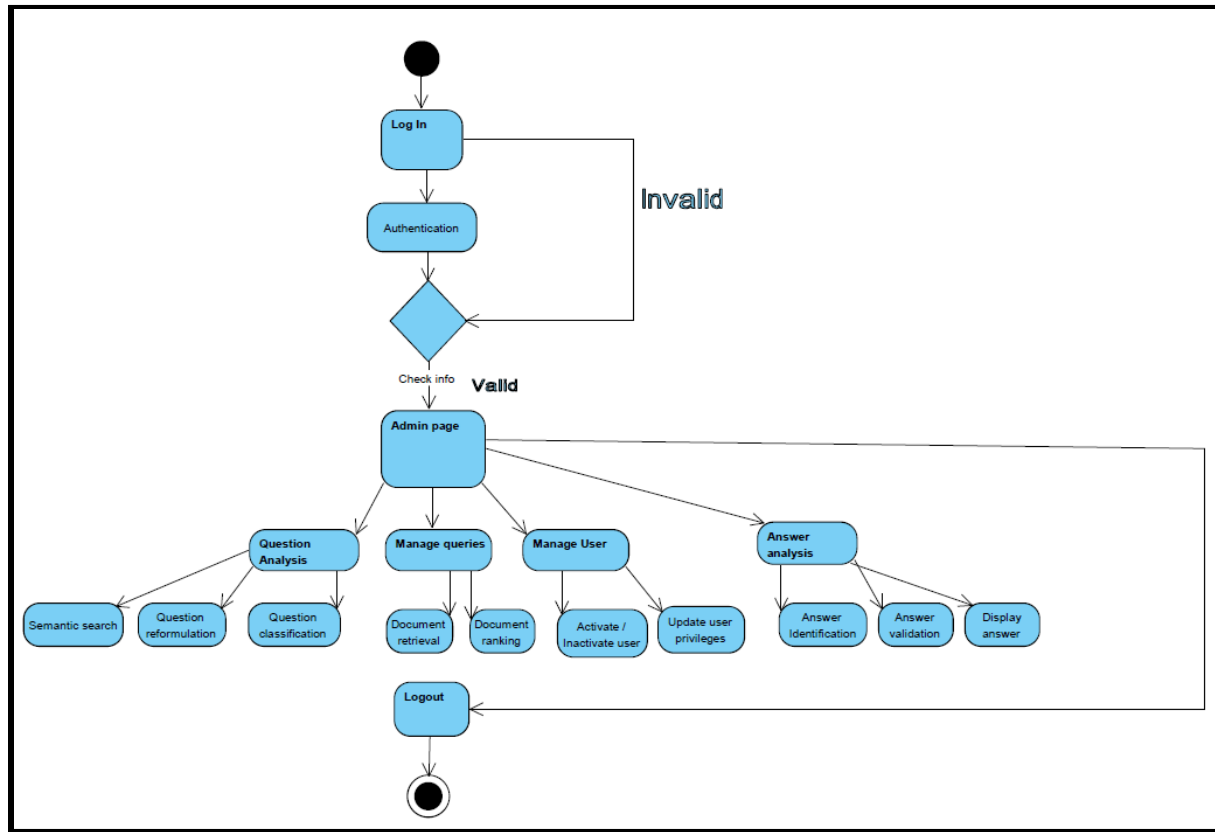 Log In
Invalid
Authentication
Check info
Valid
Admin page
Question
Analysis
Manage queries
Manage User
Answer
analysis
Semantic search
Question
reformulation
Question
classification
Document
retrieval
Document
ranking
Activate /
Inactivate user
Update user
privileges
Answer
Identification
Answer
validation
Display
answer
Logout